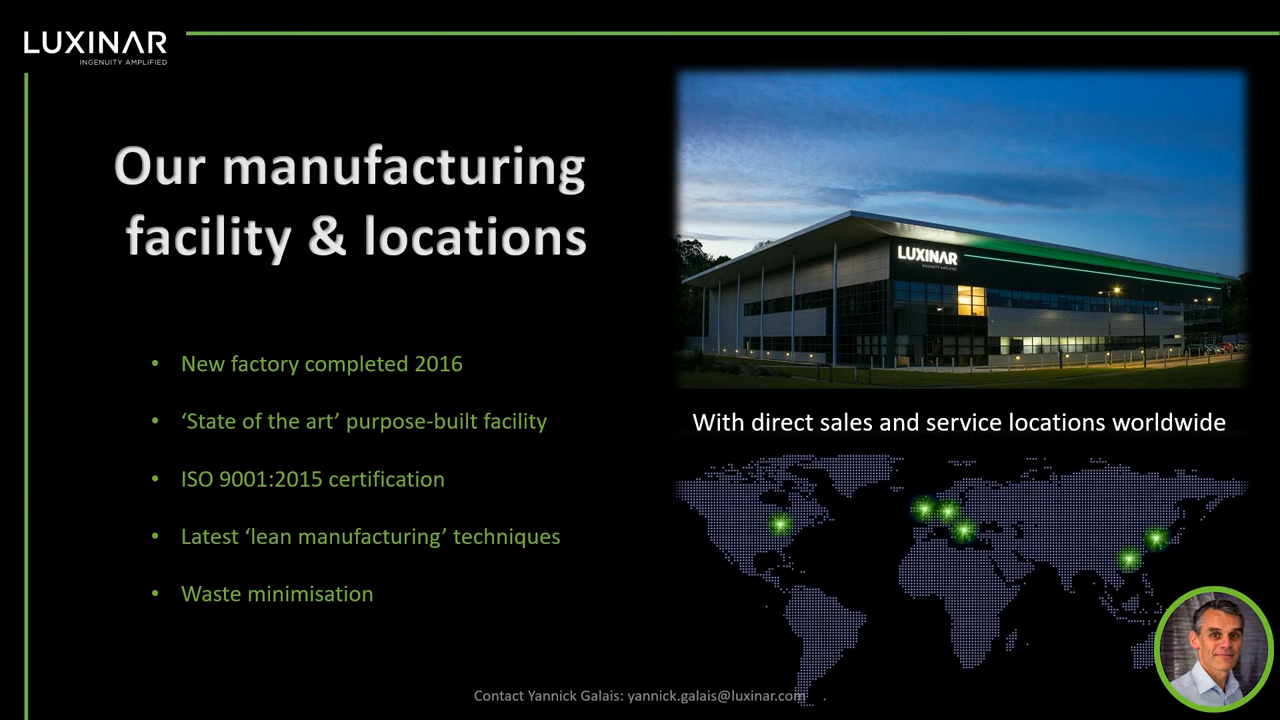 LUXINAR
INGENUITY AMPLIFIED
Our manufacturing
facility & locations
• New factory completed 2016
• ‘State of the art’ purpose-built facility
• ISO 9001:2015 certification
• Latest ‘lean manufacturing’ techniques
• Waste minimisation
LUXINAR
INGENUITY AMPLIFIED
With direct sales and service locations worldwide
Contact Yannick Galais: yannick.galais@luxinar.com